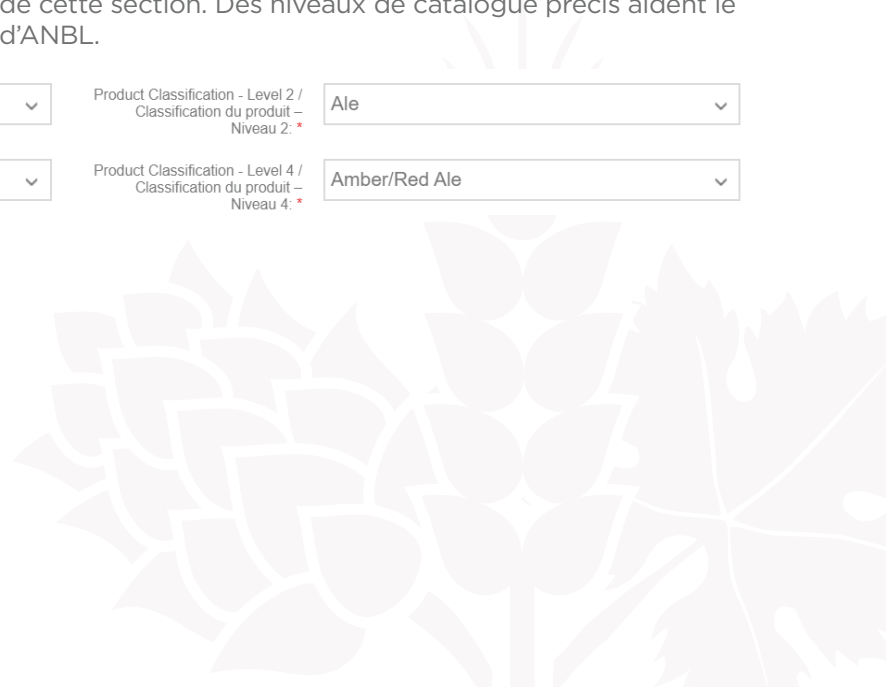 de cette section. Des niveaux de catalogue précis aident le
d'ANBL.
Product Classification - Level 2 /
Classification du produit –
Niveau 2: *
Ale
Product Classification - Level 4 /
Classification du produit –
Niveau 4: *
Amber/Red Ale